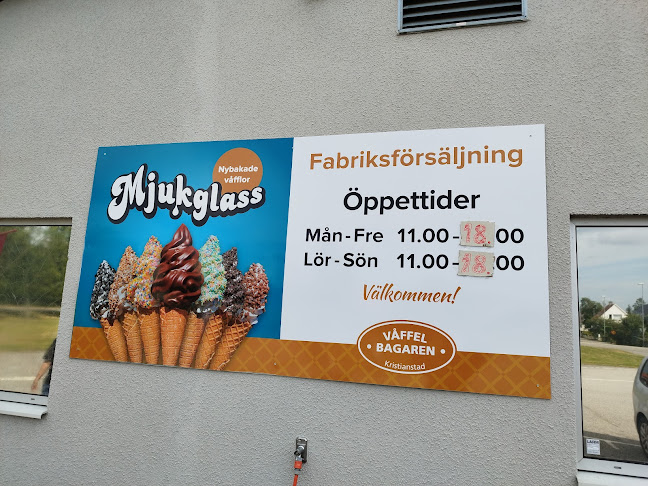 Nybakade
våfflor
Mjukglass
Fabriksförsäljning
Öppettider
Mån - Fre 11.00-18.00
Lör - Sön 11.00-18.00
Välkommen!
VÅFFEL
• BAGAREN •
Kristianstad